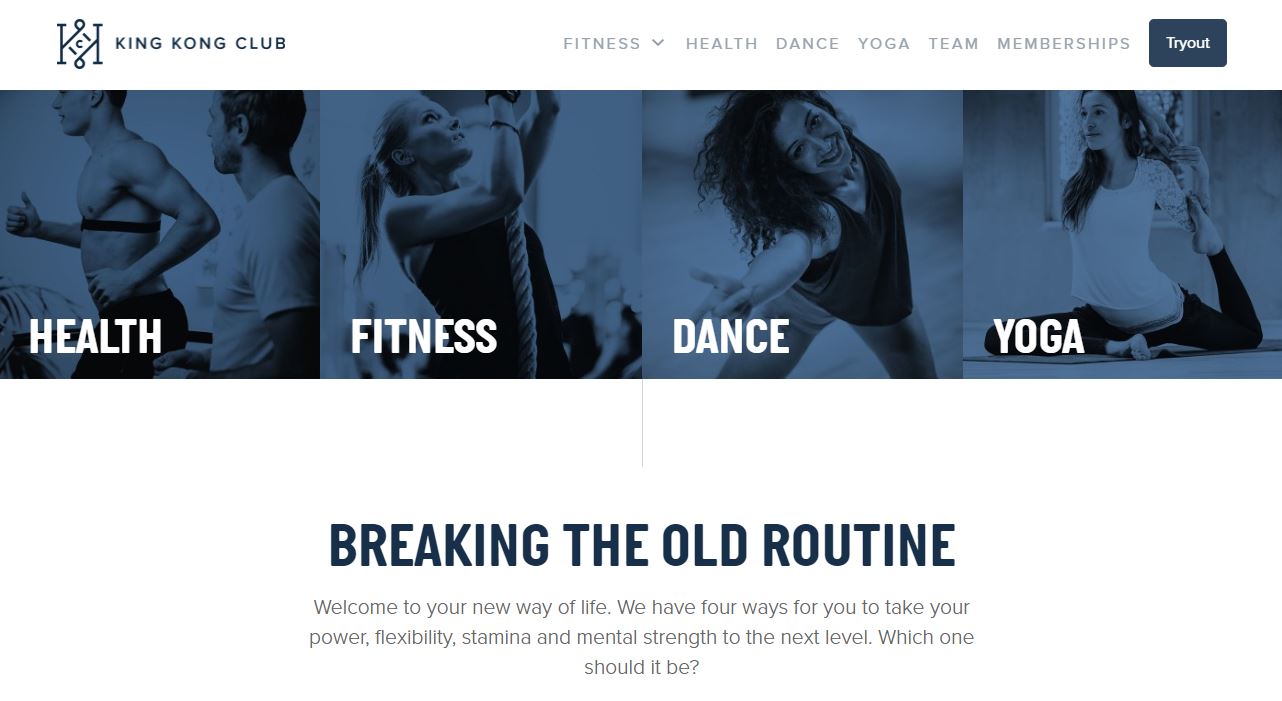 KING KONG CLUB
FITNESS HEALTH DANCE YOGA TEAM MEMBERSHIPS Tryout
HEALTH FITNESS DANCE YOGA
BREAKING THE OLD ROUTINE
Welcome to your new way of life. We have four ways for you to take your
power, flexibility, stamina and mental strength to the next level. Which one
should it be?